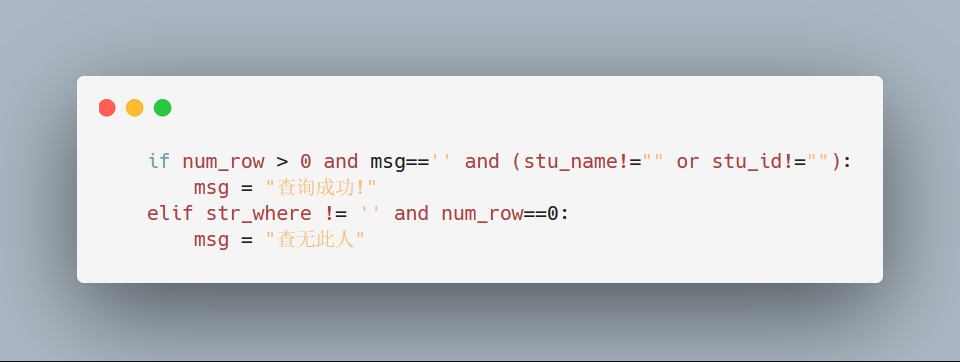 if num_row > 0 and msg=='' and (stu_name!="" or stu_id!=""):
    msg = "查询成功!"
elif str_where != '' and num_row==0:
    msg = "查无此人"